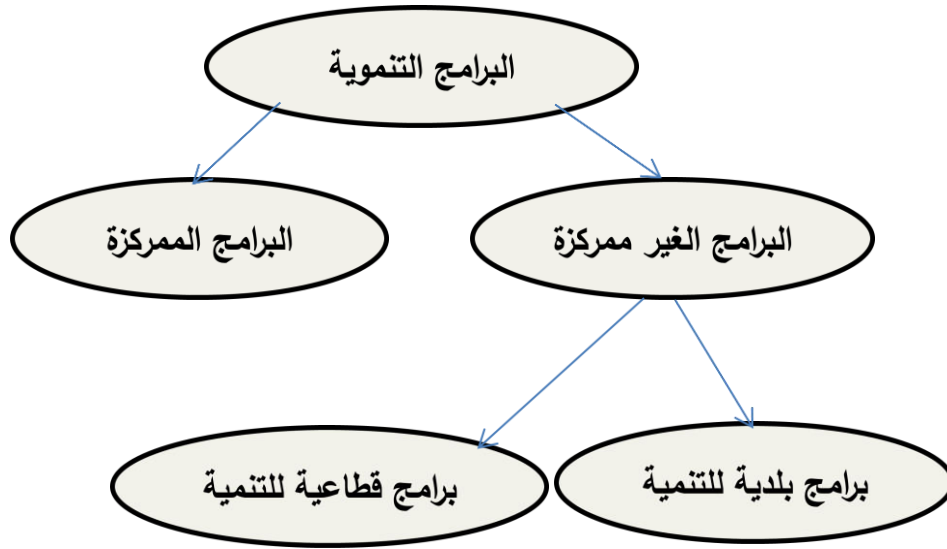 البرامج التنموية
البرامج الغير ممركزة
البرامج الممركزة
برامج بلدية للتنمية
برامج قطاعية للتنمية